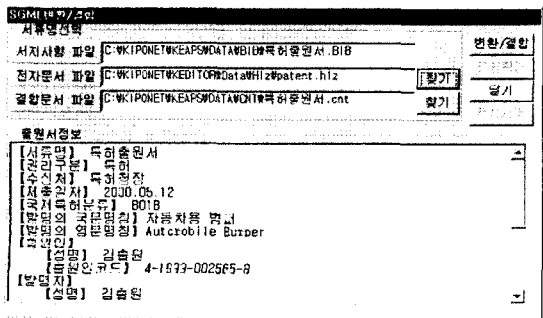 SGML변환/결합
서류명선택
서지사항 파일 C:\KIPONET\KEAPS\DATA\BIB\특허출원서.BIB
변환/결합
전자문서 파일 C:\KIPONET\KEDITOR\Data\Hlz\patent.hlz
찾기
결합문서 파일 C:\KIPONET\KEAPS\DATA\CNT\특허출원서.cnt
찾기
닫기
출원서정보
【서류명】 특허출원서
【권리구분】 특허
【수신처】 특허청장
【제출일자】 2000.05.12
【국제특허분류】 B01B
【발명의 국문명칭】 자동차용 범퍼
【발명의 영문명칭】 Autcrobile Bumper
【출원인】
【성명】 김출원
【출원인코드】
【발명자】
【성명】 김출원